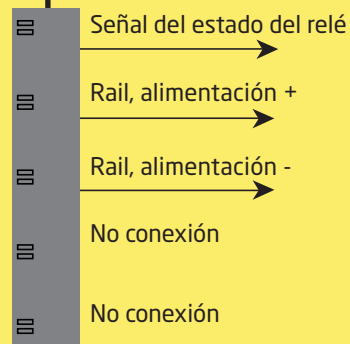 Señal del estado del relé
Rail, alimentación +
Rail, alimentación -
No conexión
No conexión